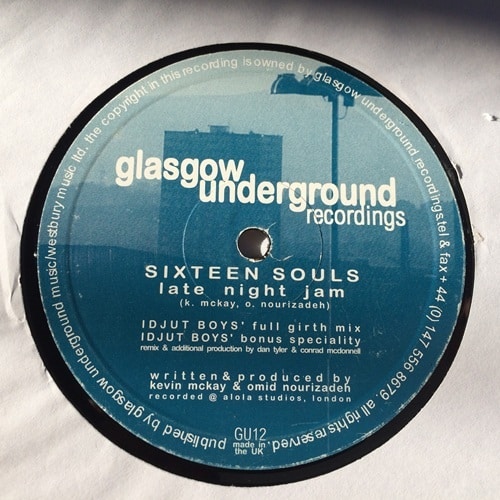 the copyright in this recording is owned by glasgow underground recordings.tel & fax + 44 (0) 147 556 8679. all rights reserved.
published by glasgow underground music/westbury music ltd.
glasgow
underground
recordings
SIXTEEN SOULS
late night jam
(k. mckay, o. nourizadeh)
IDJUT BOYS' full girth mix
IDJUT BOYS' bonus speciality
remix & additional production by dan tyler & conrad mcdonnell
written & produced by
kevin mckay & omid nourizadeh
recorded @ alola studios, london
GU12
made in
the UK